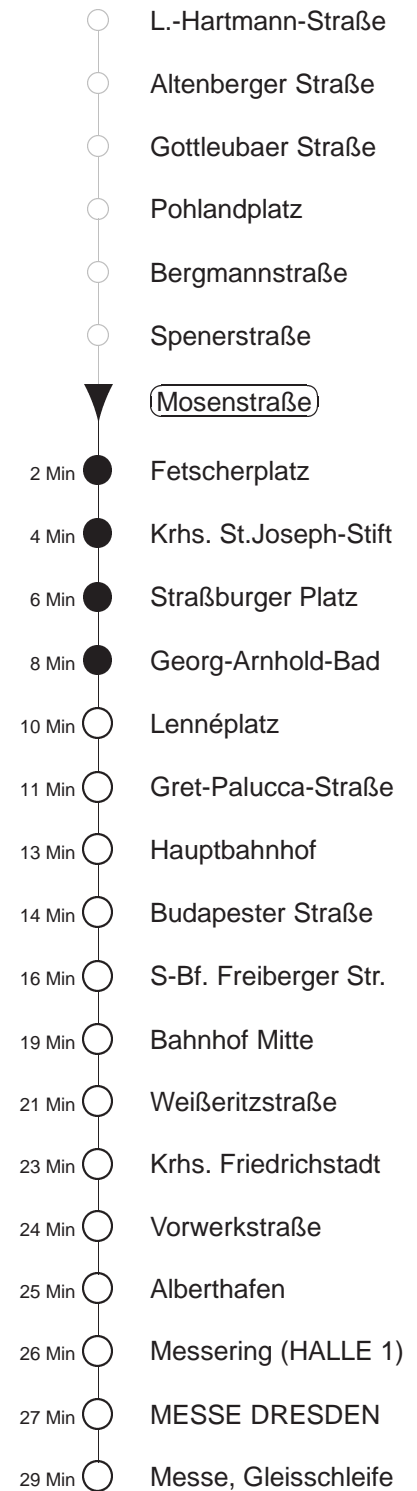 L.-Hartmann-Straße
Altenberger Straße
Gottleubaer Straße
Pohlandplatz
Bergmannstraße
Spenerstraße
Mosenstraße
2 Min Fetscherplatz
4 Min Krhs. St.Joseph-Stift
6 Min Straßburger Platz
8 Min Georg-Arnhold-Bad
10 Min Lennéplatz
11 Min Gret-Palucca-Straße
13 Min Hauptbahnhof
14 Min Budapester Straße
16 Min S-Bf. Freiberger Str.
19 Min Bahnhof Mitte
21 Min Weißeritzstraße
23 Min Krhs. Friedrichstadt
24 Min Vorwerkstraße
25 Min Alberthafen
26 Min Messering (HALLE 1)
27 Min MESSE DRESDEN
29 Min Messe, Gleisschleife